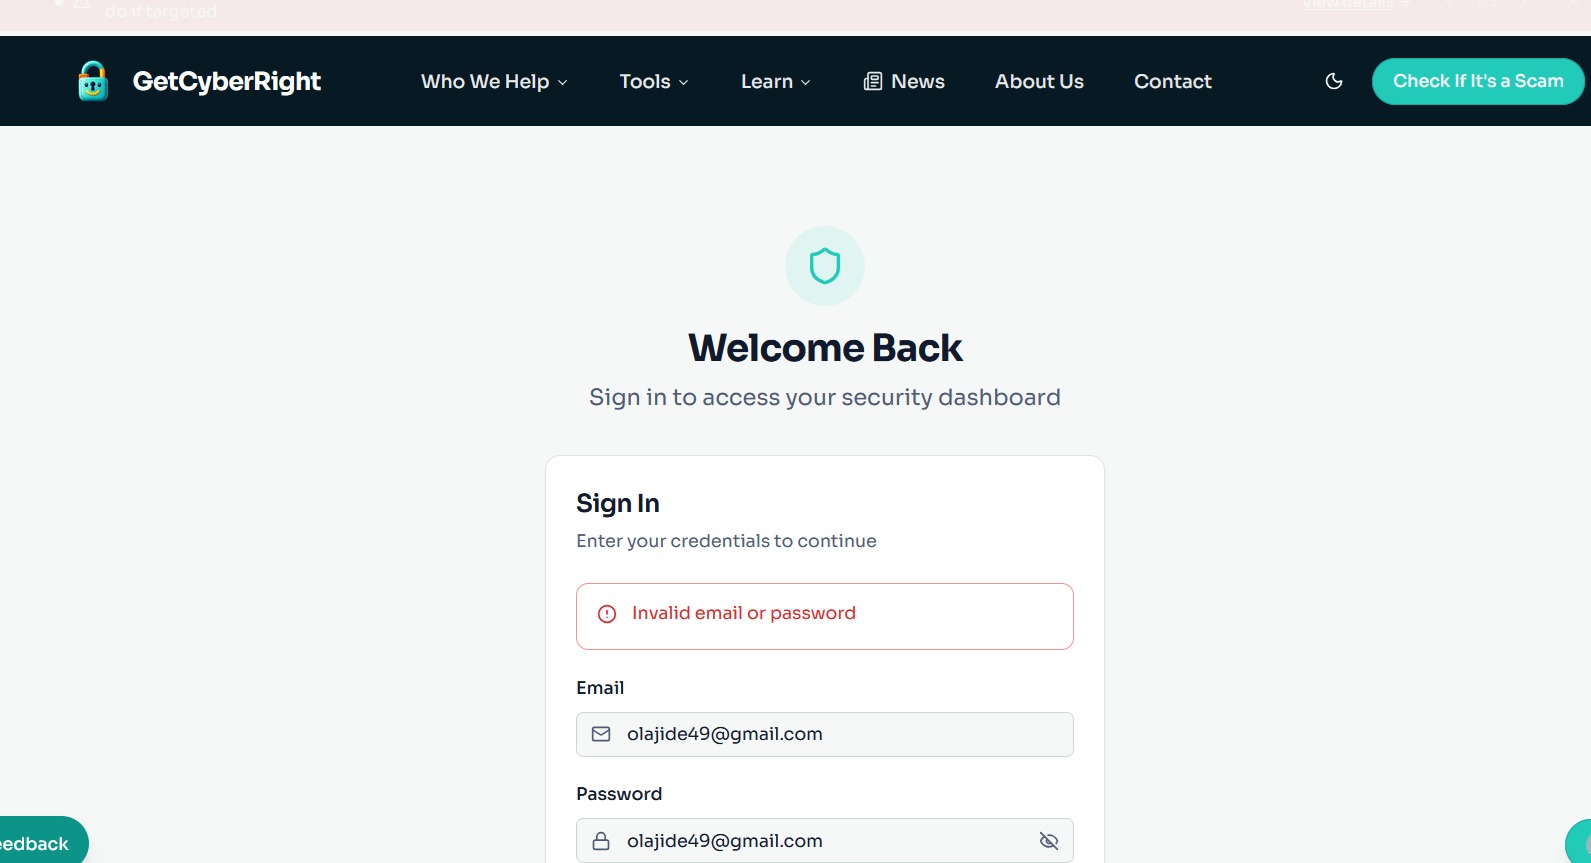 do if targeted.
View details
GetCyberRight
Who We Help
Tools
Learn
News
About Us
Contact
Check If It's a Scam
Welcome Back
Sign in to access your security dashboard
Sign In
Enter your credentials to continue
Invalid email or password
Email
olajide49@gmail.com
Password
olajide49@gmail.com
eedback